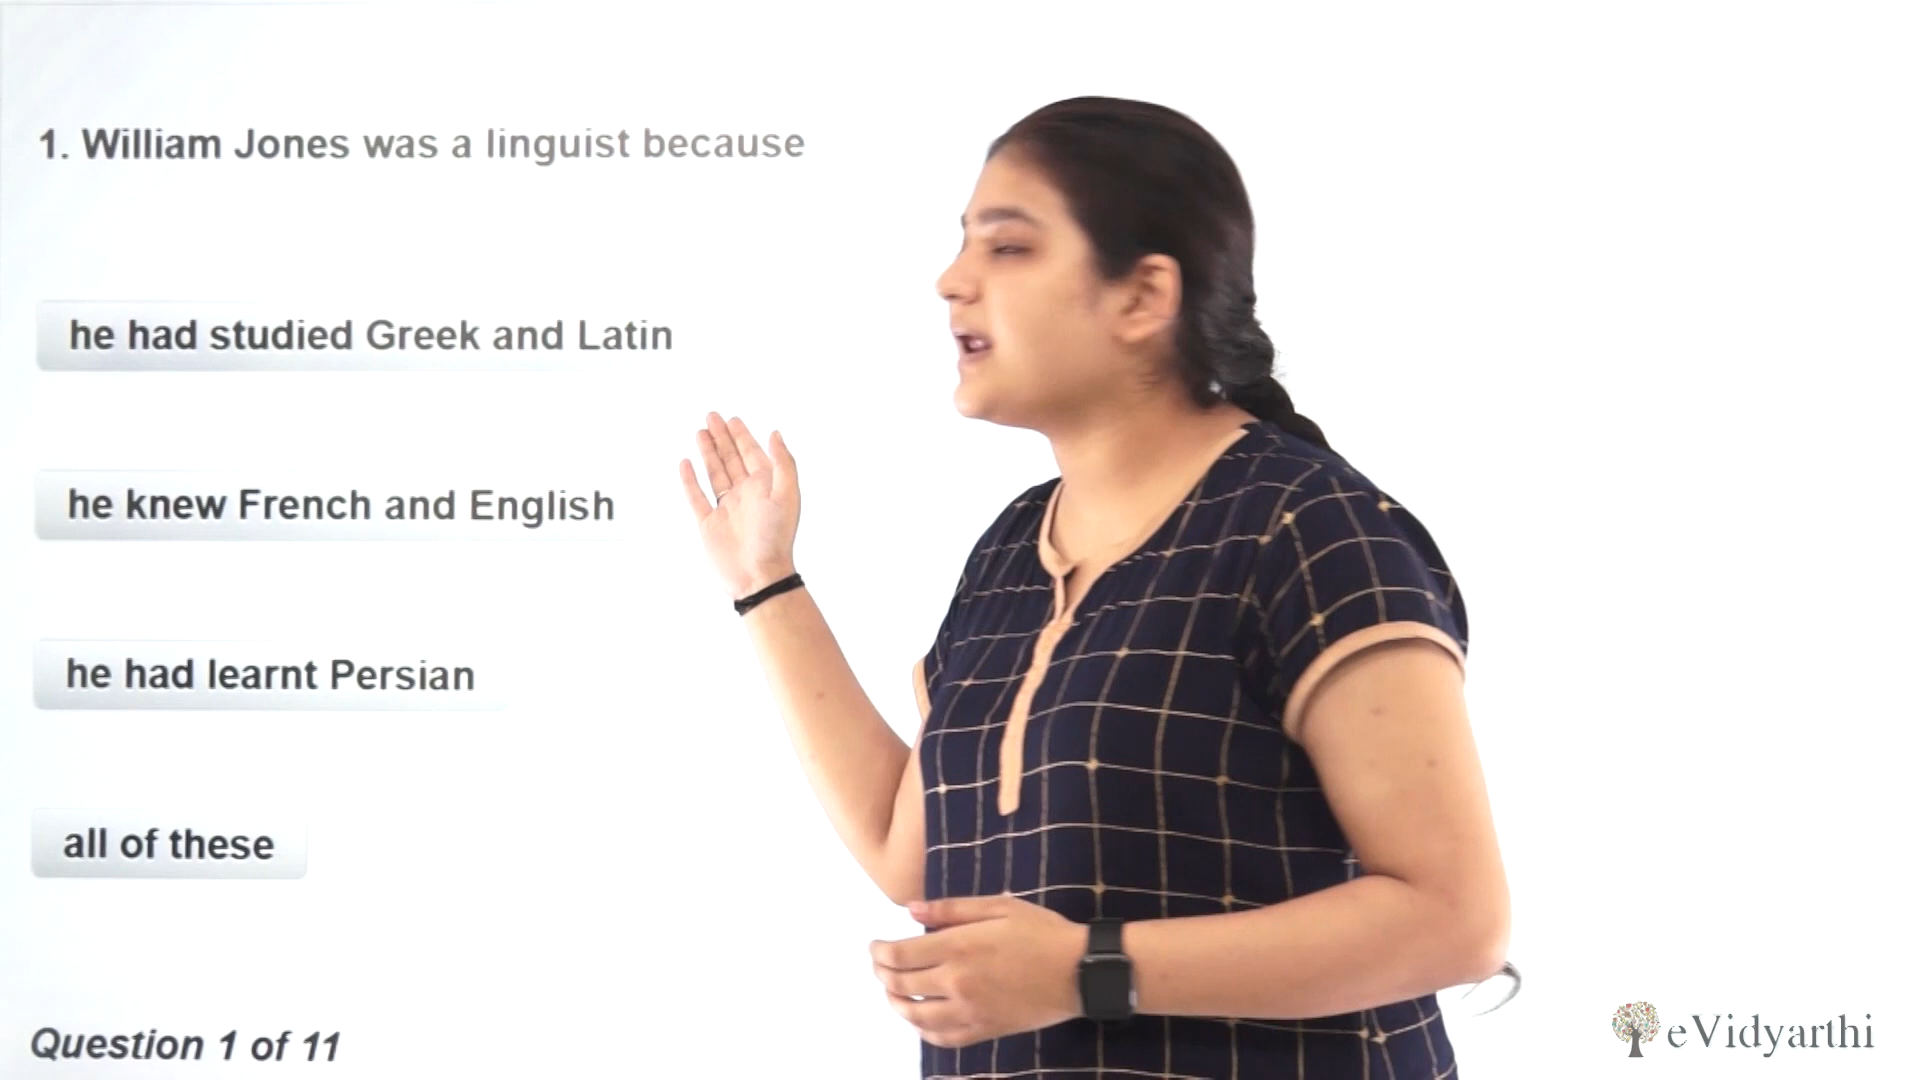 1. William Jones was a linguist because
he had studied Greek and Latin
he knew French and English
he had learnt Persian
all of these
Question 1 of 11
eVidyarthi